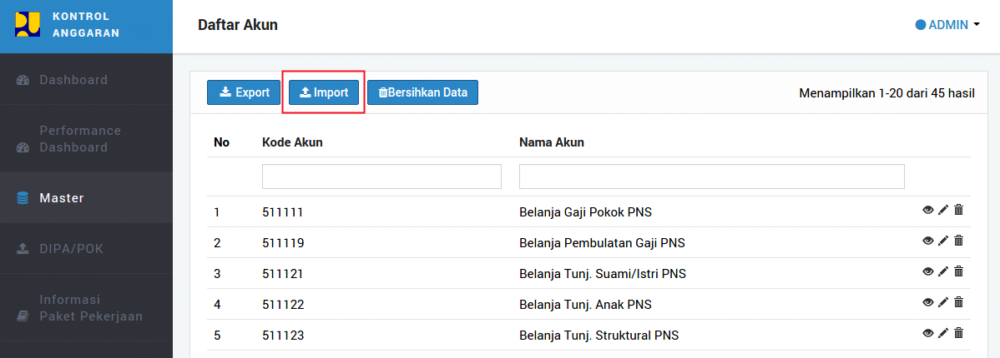 KONTROL
ANGGARAN
Daftar Akun
ADMIN
Dashboard
Performance
Dashboard
Master
DIPA/POK
Informasi
Paket Pekerjaan
Export Import Bersihkan Data Menampilkan 1-20 dari 45 hasil
No Kode Akun Nama Akun
1 511111 Belanja Gaji Pokok PNS
2 511119 Belanja Pembulatan Gaji PNS
3 511121 Belanja Tunj. Suami/Istri PNS
4 511122 Belanja Tunj. Anak PNS
5 511123 Belanja Tunj. Struktural PNS